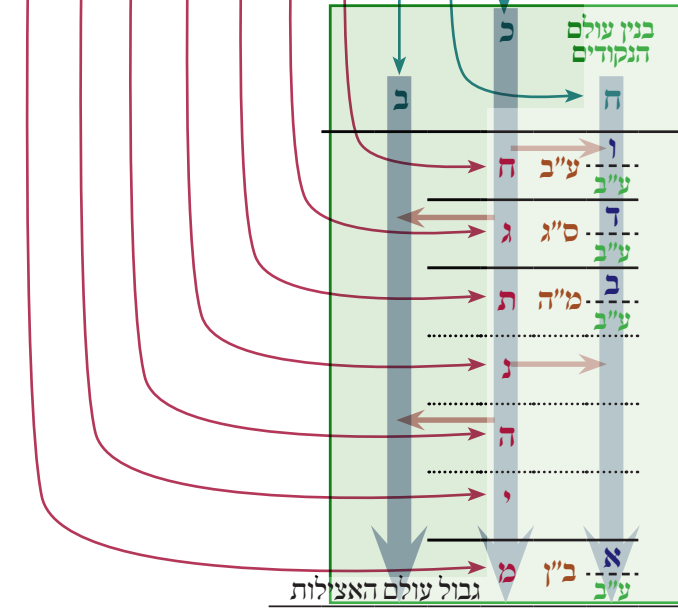 בנין עולם
הנקודים
כ
ח
ב
ו
ח
ע״ב
ע״ב
ד
ג
ס״ג
ע״ב
ב
ת
מ״ה
ע״ב
נ
ה
י
א
מ
ב״ן
ע״ב
גבול עולם האצילות